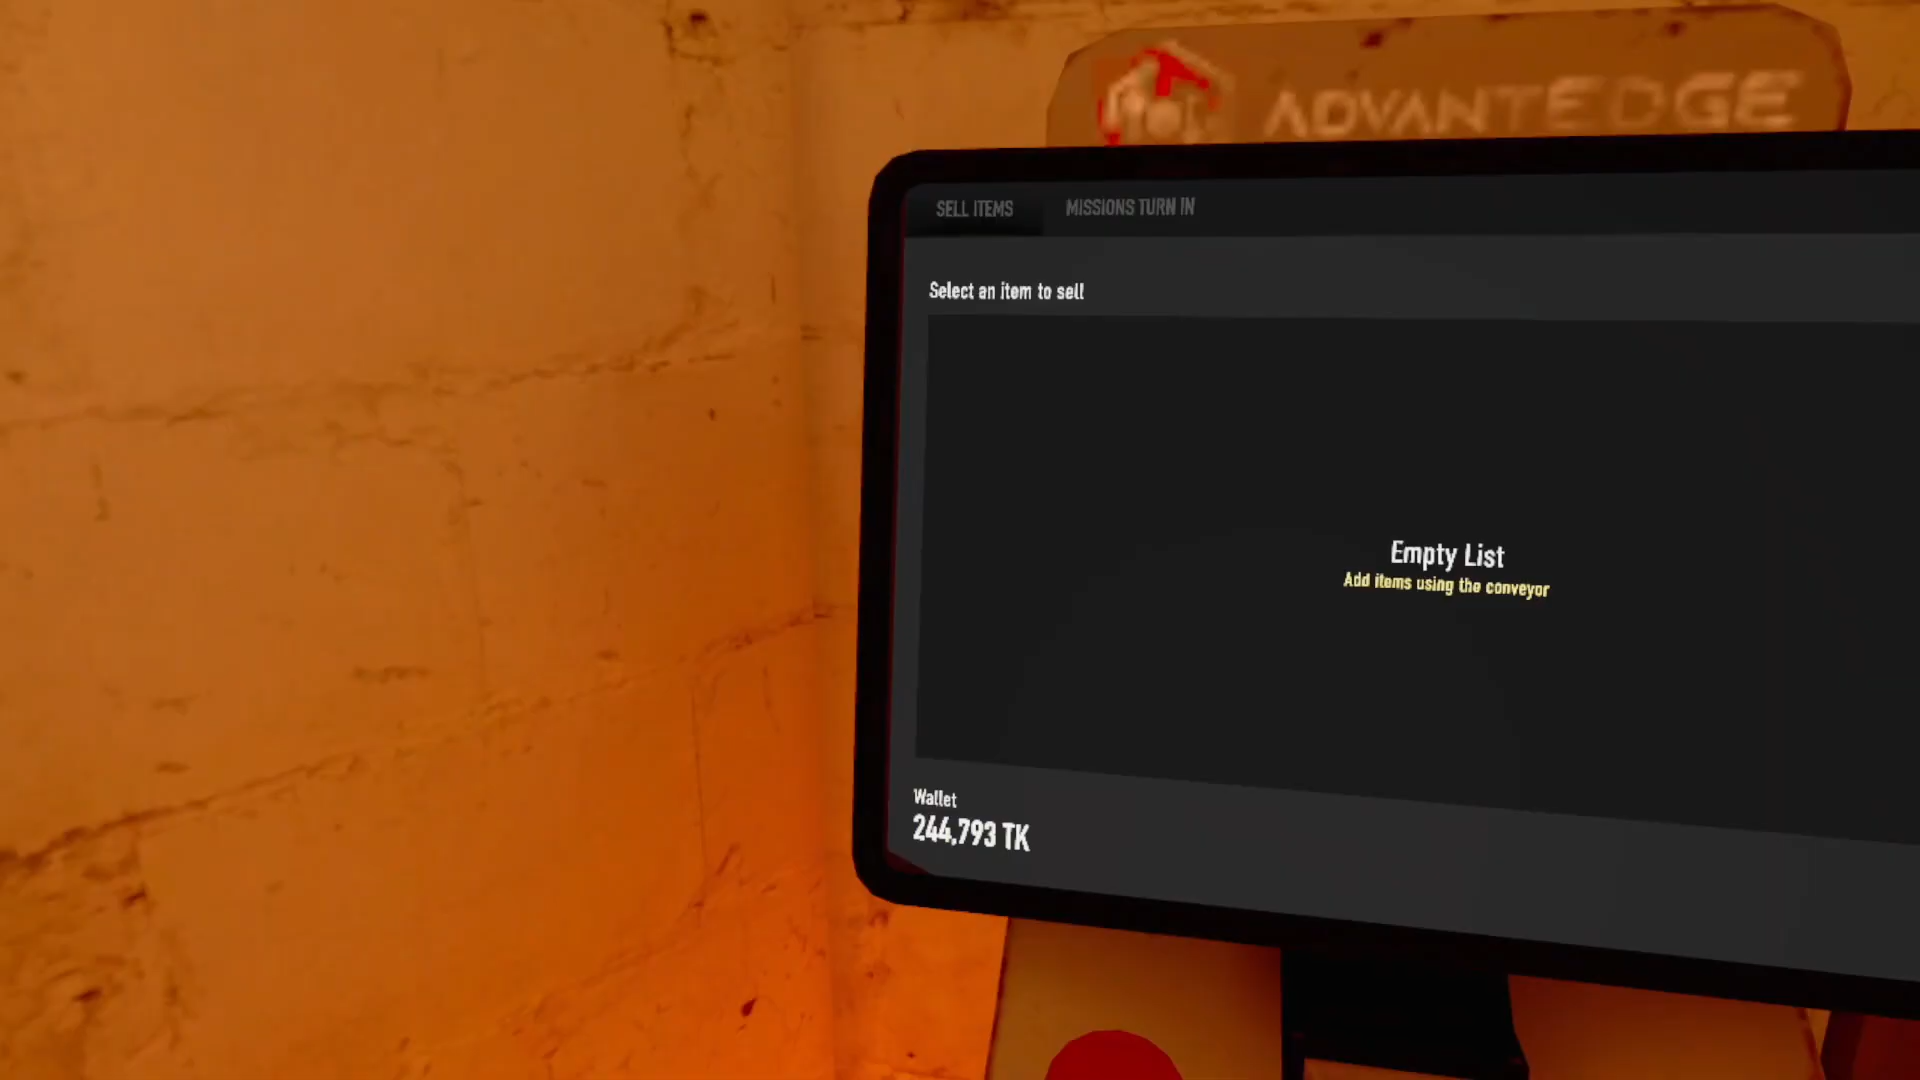 ADVANTEDGE
SELL ITEMS
MISSIONS TURN IN
Select an item to sell
Empty List
Add items using the conveyor
Wallet
244,793 TK